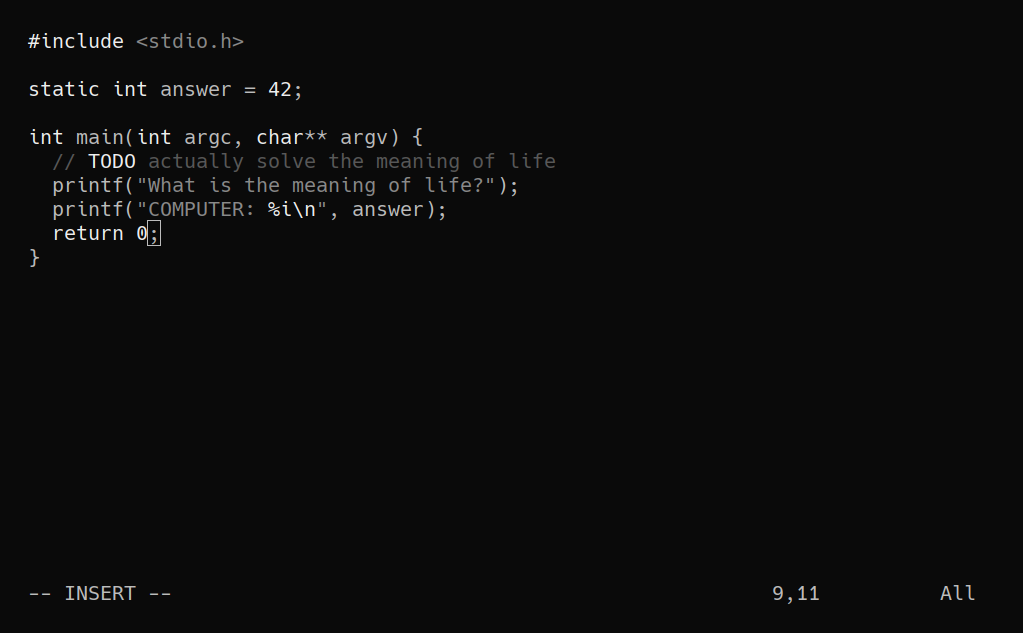 #include <stdio.h>

static int answer = 42;

int main(int argc, char** argv) {
  // TODO actually solve the meaning of life
  printf("What is the meaning of life?");
  printf("COMPUTER: %i\n", answer);
  return 0;
}
-- INSERT -- 9,11 All